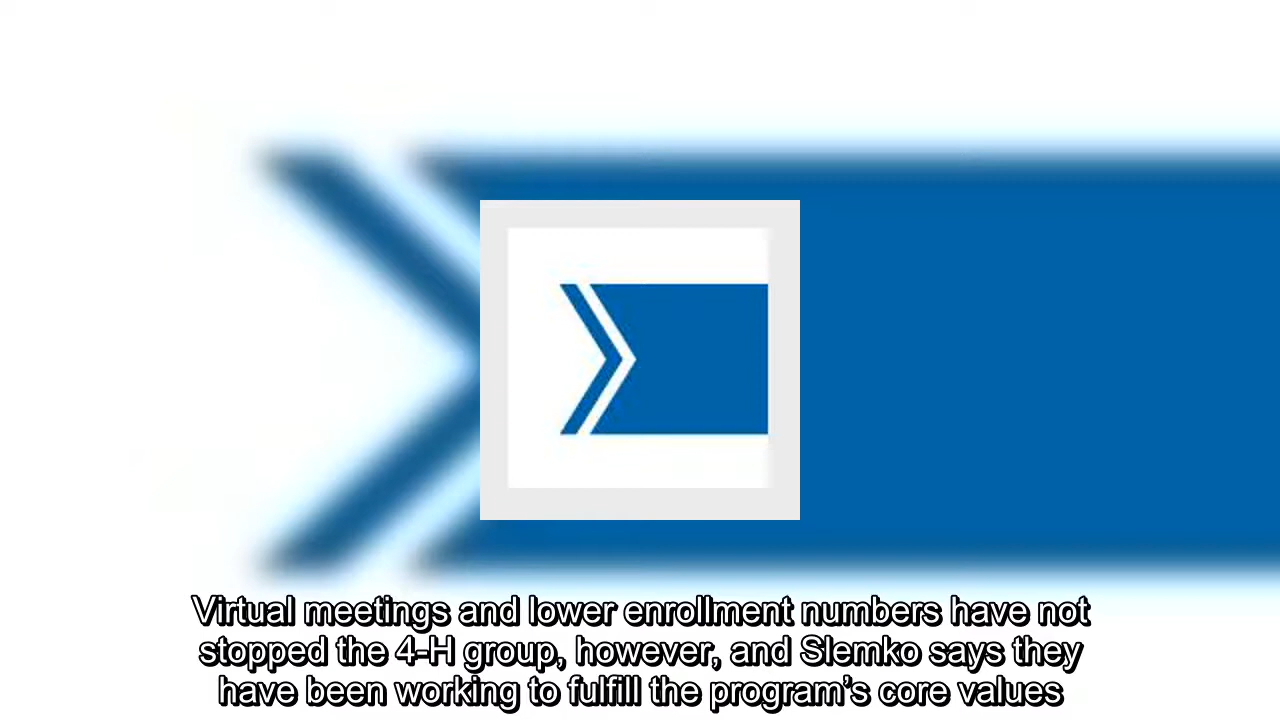 Virtual meetings and lower enrollment numbers have not
stopped the 4-H group, however, and Slemko says they
have been working to fulfill the program’s core values